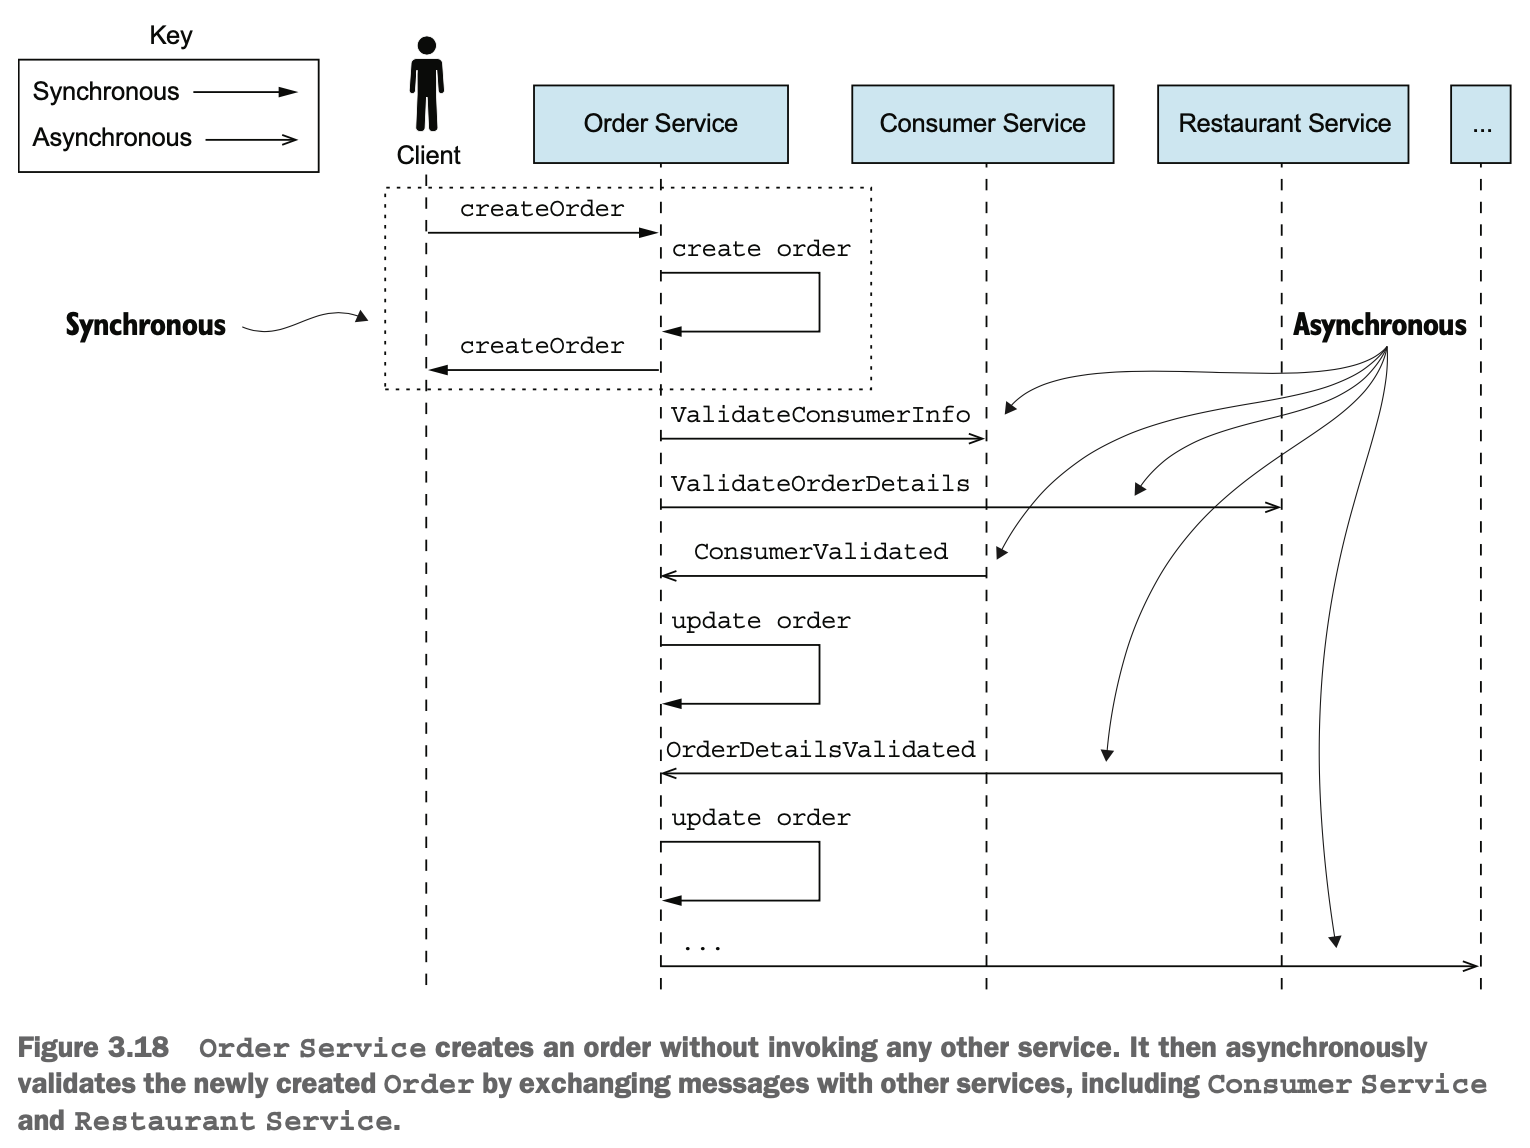 Key
Synchronous
Asynchronous
Client
Order Service
Consumer Service
Restaurant Service
...
createOrder
create order
Synchronous
Asynchronous
createOrder
ValidateConsumerInfo
ValidateOrderDetails
ConsumerValidated
update order
OrderDetailsValidated
update order
...
Figure 3.18 Order Service creates an order without invoking any other service. It then asynchronously
validates the newly created Order by exchanging messages with other services, including Consumer Service
and Restaurant Service.